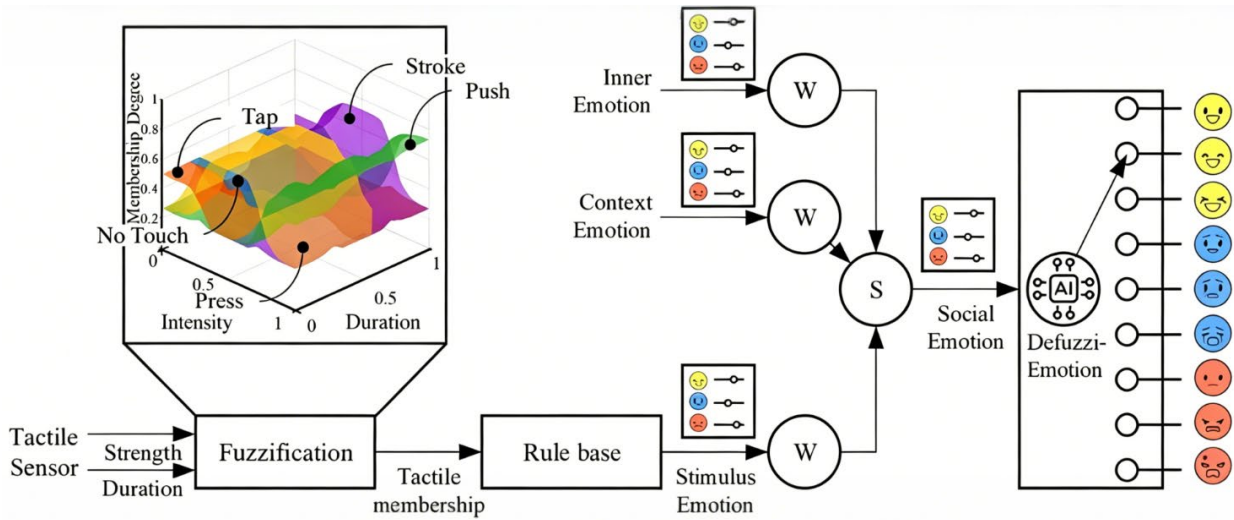 Stroke
Push
Tap
Membership Degree
1
0.8
0.6
0.4
0.2
0
No Touch
Press
0.5
Intensity
1
0
Duration
0.5
1
Inner
Emotion
W
Context
Emotion
W
S
Social
Emotion
AI
Defuzzi-
Emotion
Tactile
Sensor
Strength
Duration
Fuzzification
Tactile
membership
Rule base
Stimulus
Emotion
W